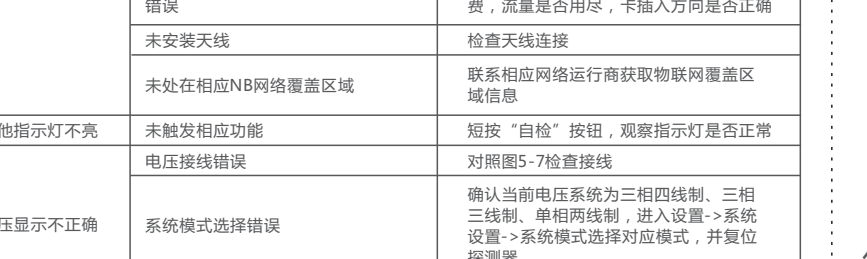 错误
费，流量是否用尽，卡插入方向是否正确
未安装天线
检查天线连接
未处在相应NB网络覆盖区域
联系相应网络运行商获取物联网覆盖区
域信息
他指示灯不亮
未触发相应功能
短按“自检”按钮，观察指示灯是否正常
电压接线错误
对照图5-7检查接线
压显示不正确
系统模式选择错误
确认当前电压系统为三相四线制、三相
三线制、单相两线制，进入设置->系统
设置->系统模式选择对应模式，并复位
探测器